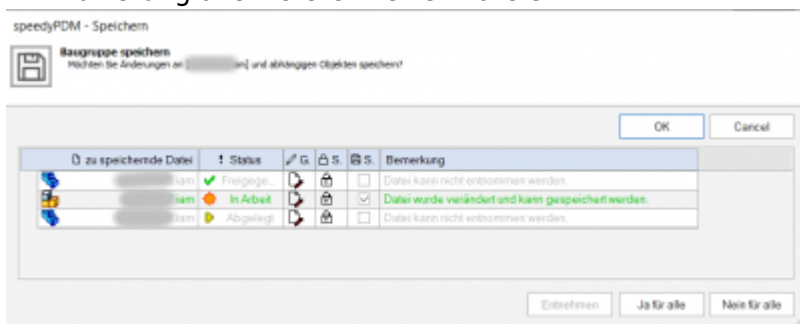 speedyPDM - Speichern
Baugruppe speichern
Möchten Sie Änderungen an [ am] und abhängigen Objekten speichern?
OK Cancel
zu speichernde Datei ! Status G. S. S. Bemerkung
iam Freigege... Datei kann nicht entnommen werden.
iam In Arbeit Datei wurde verändert und kann gespeichert werden.
iam Abgelegt Datei kann nicht entnommen werden.
Entnehmen Ja für alle Nein für alle